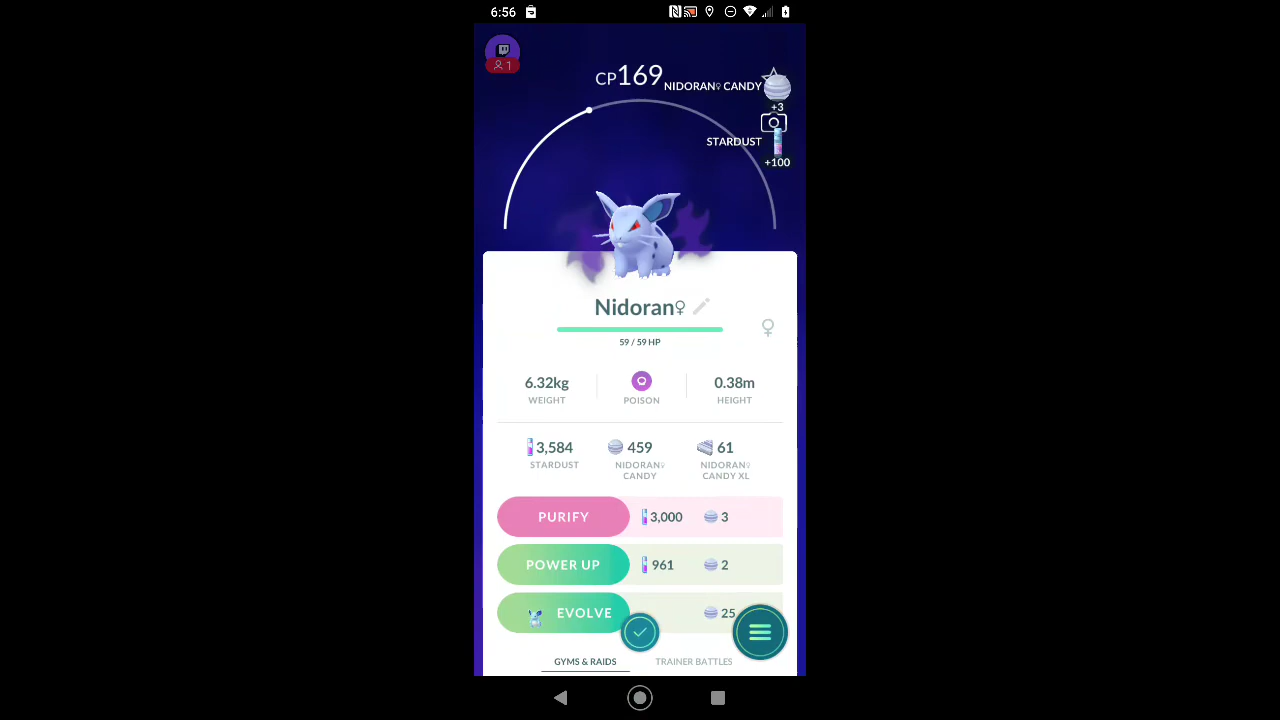 6:56
1
CP169
NIDORAN♀ CANDY
+3
STARDUST
+100
Nidoran♀
59 / 59 HP
6.32kg
WEIGHT
POISON
0.38m
HEIGHT
3,584
STARDUST
459
NIDORAN♀
CANDY
61
NIDORAN♀
CANDY XL
PURIFY 3,000 3
POWER UP 961 2
EVOLVE 25
GYMS & RAIDS TRAINER BATTLES